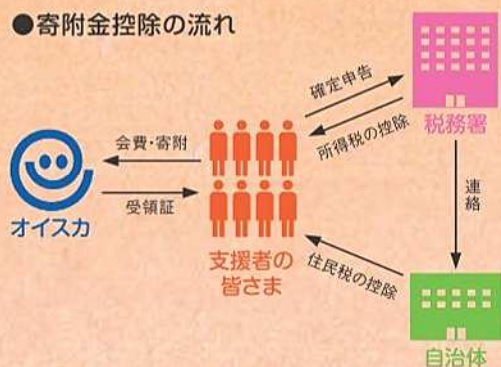 ●寄附金控除の流れ
確定申告
税務署
所得税の控除
会費・寄附
オイスカ
受領証
連絡
支援者の
皆さま
住民税の控除
自治体